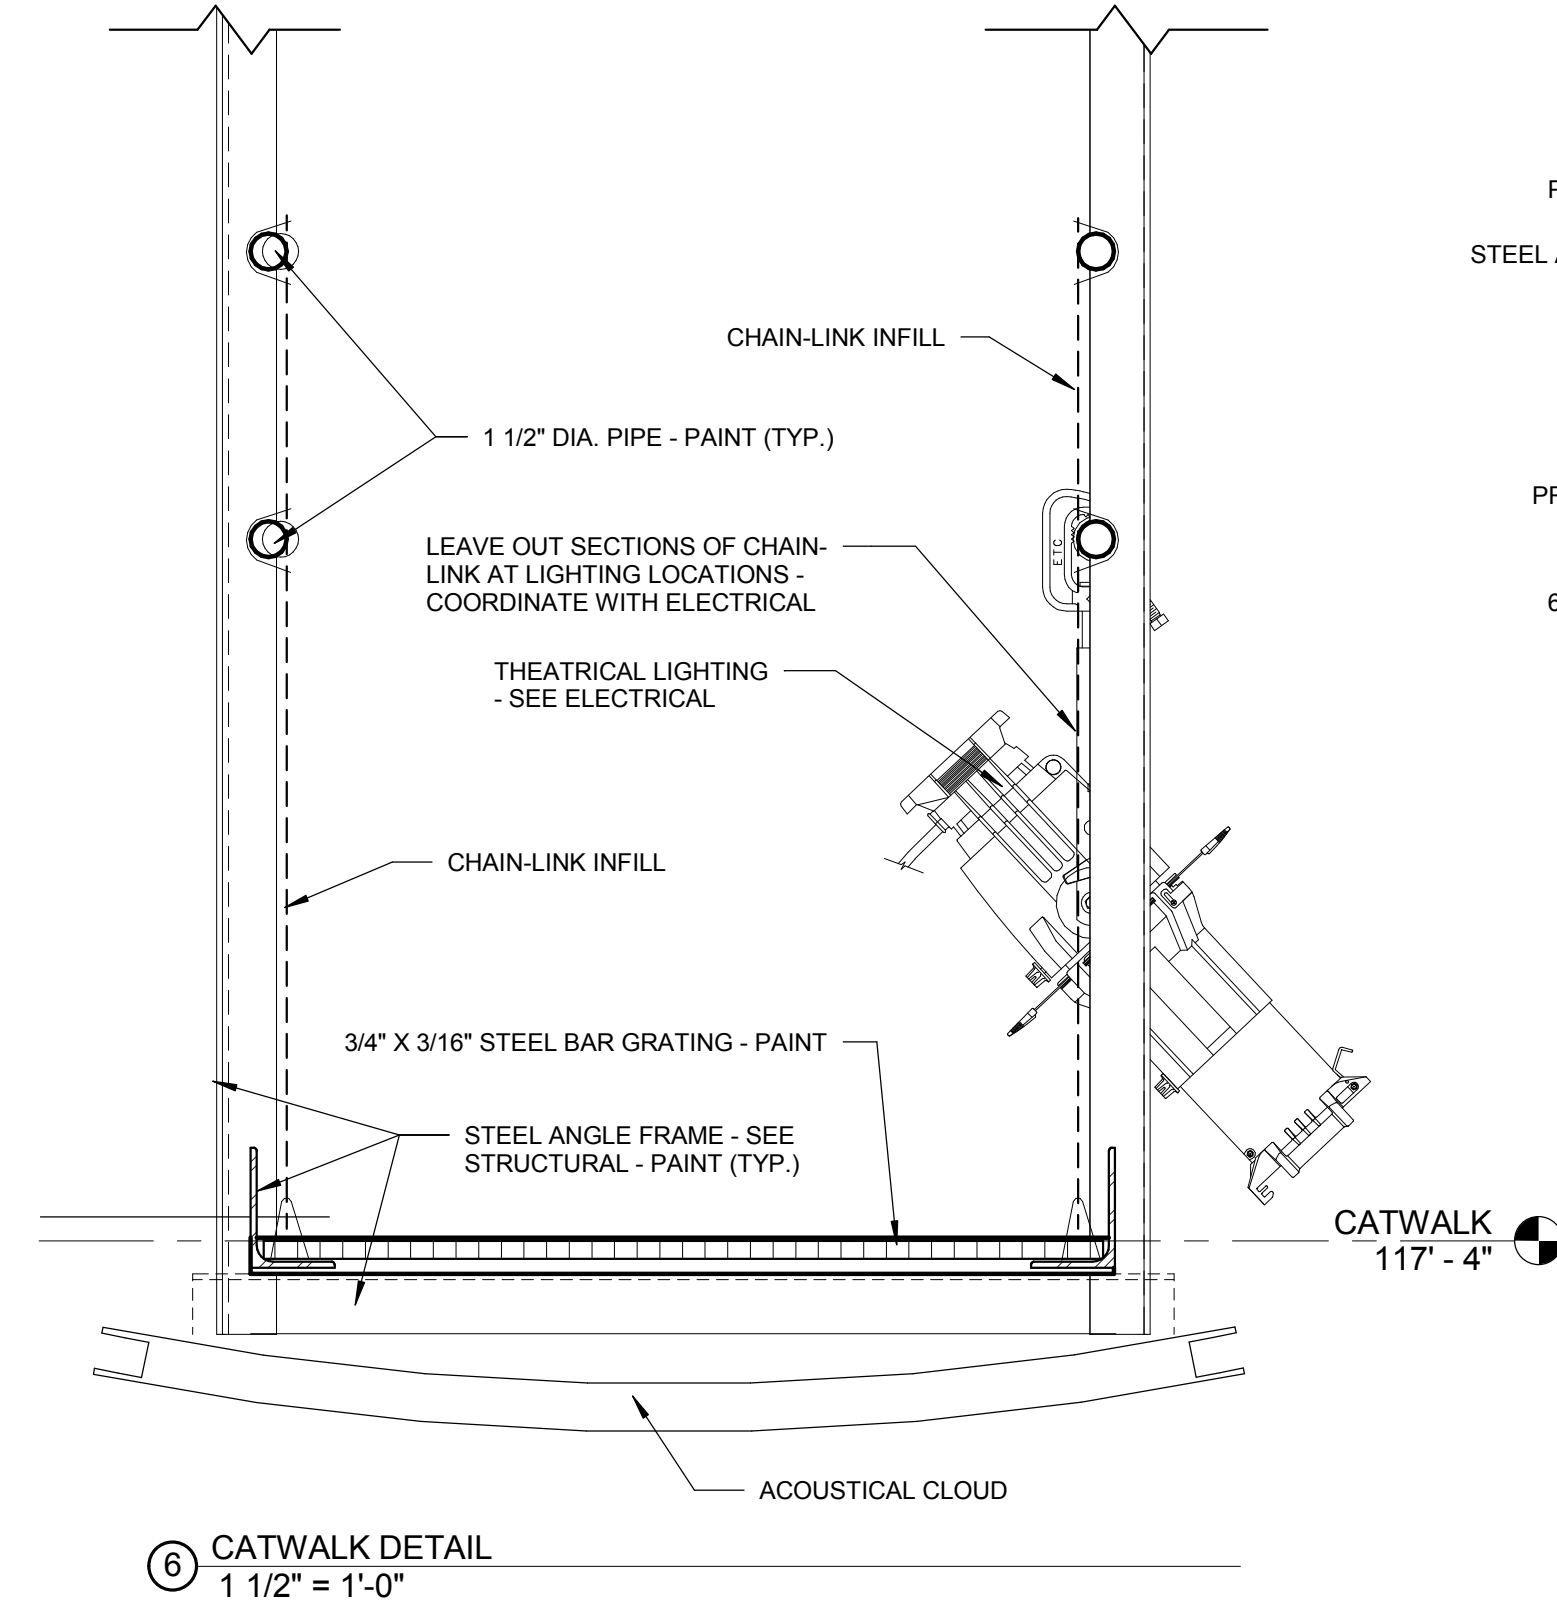 STEEL
CHAIN-LINK INFILL
1 1/2" DIA. PIPE - PAINT (TYP.)
LEAVE OUT SECTIONS OF CHAIN-
LINK AT LIGHTING LOCATIONS -
COORDINATE WITH ELECTRICAL
ETC
THEATRICAL LIGHTING
- SEE ELECTRICAL
CHAIN-LINK INFILL
3/4" X 3/16" STEEL BAR GRATING - PAINT
STEEL ANGLE FRAME - SEE
STRUCTURAL - PAINT (TYP.)
CATWALK
117' - 4"
ACOUSTICAL CLOUD
6
CATWALK DETAIL
1 1/2" = 1'-0"